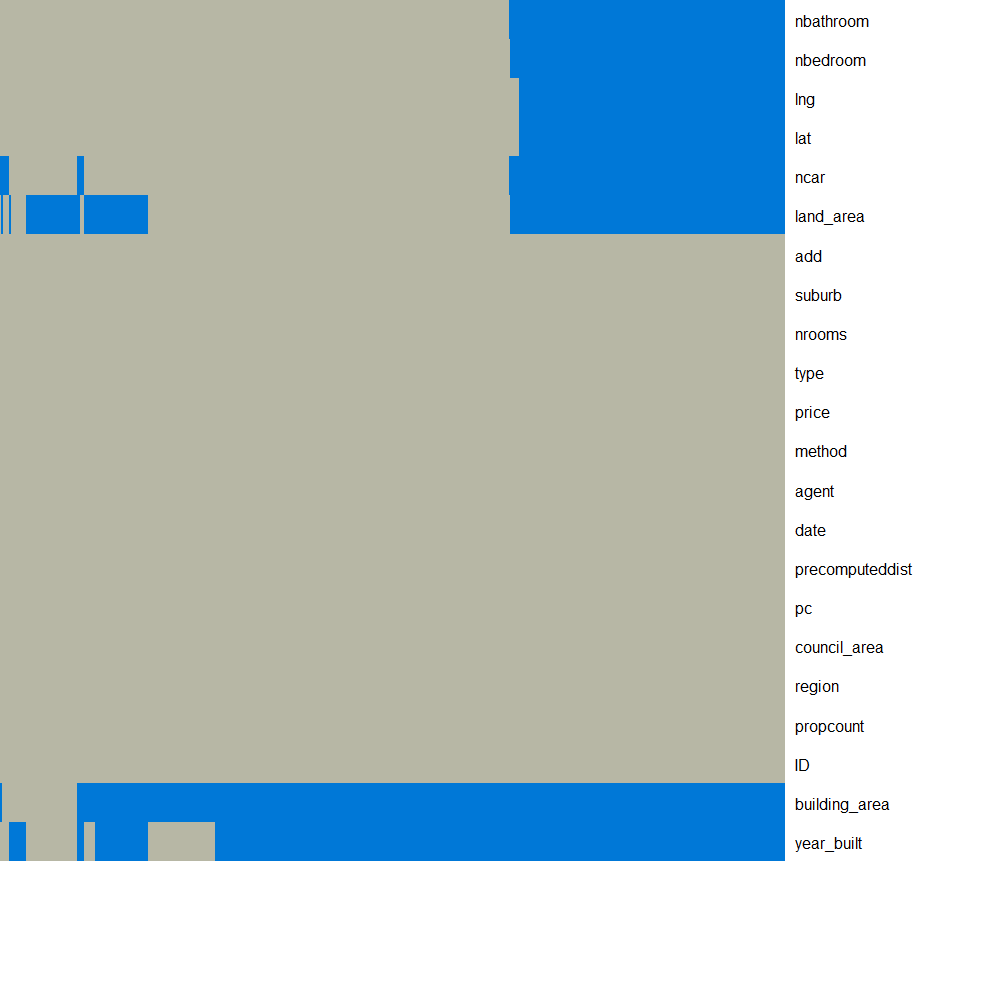 nbathroom
nbedroom
lng
lat
ncar
land_area
add
suburb
nrooms
type
price
method
agent
date
precomputeddist
pc
council_area
region
propcount
ID
building_area
year_built